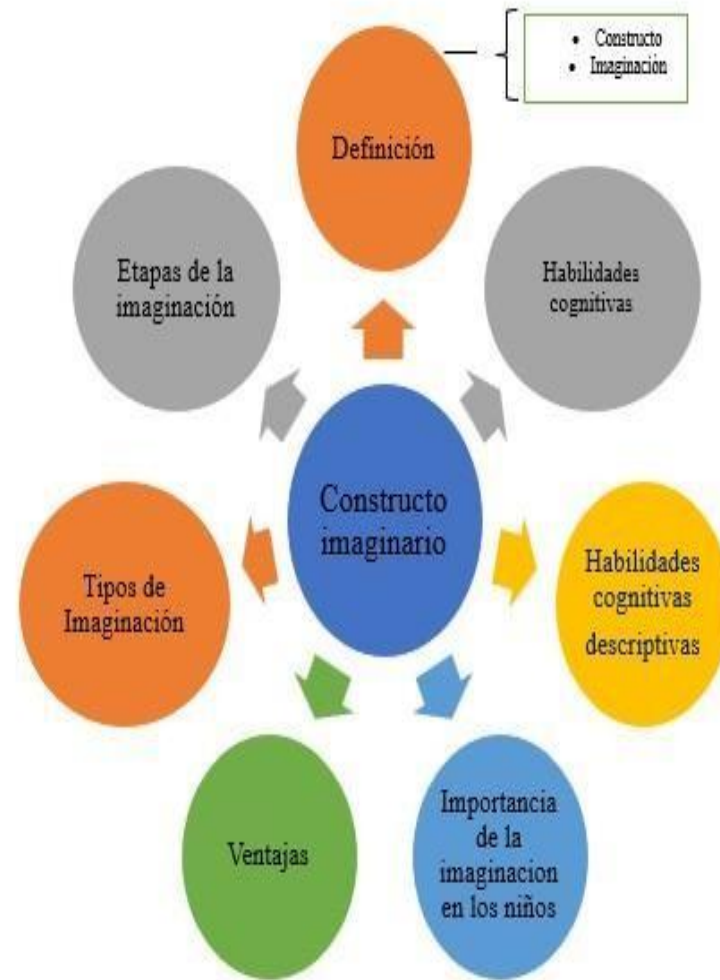 • Constructo
• Imaginación
Definición
Etapas de la
imaginación
Habilidades
cognitivas
Constructo
imaginario
Tipos de
Imaginación
Habilidades
cognitivas
descriptivas
Ventajas
Importancia
de la
imaginacion
en los niños